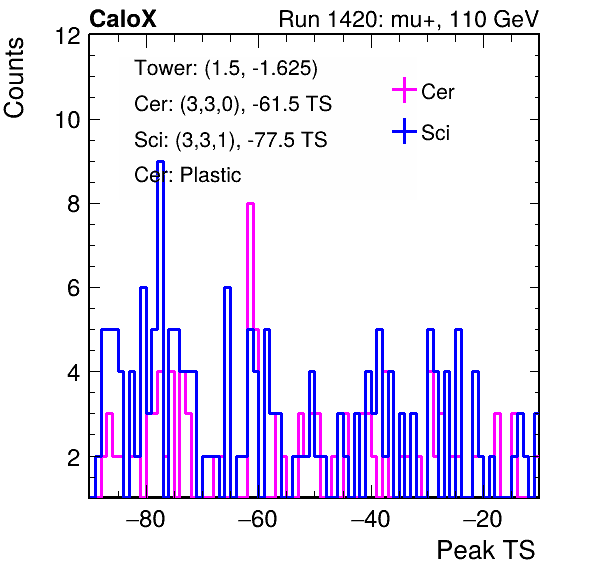 CaloX Run 1420: mu+, 110 GeV
Counts
12
10
8
6
4
2
Tower: (1.5, -1.625)
Cer: (3,3,0), -61.5 TS
Sci: (3,3,1), -77.5 TS
Cer: Plastic
Cer
Sci
−80 −60 −40 −20
Peak TS